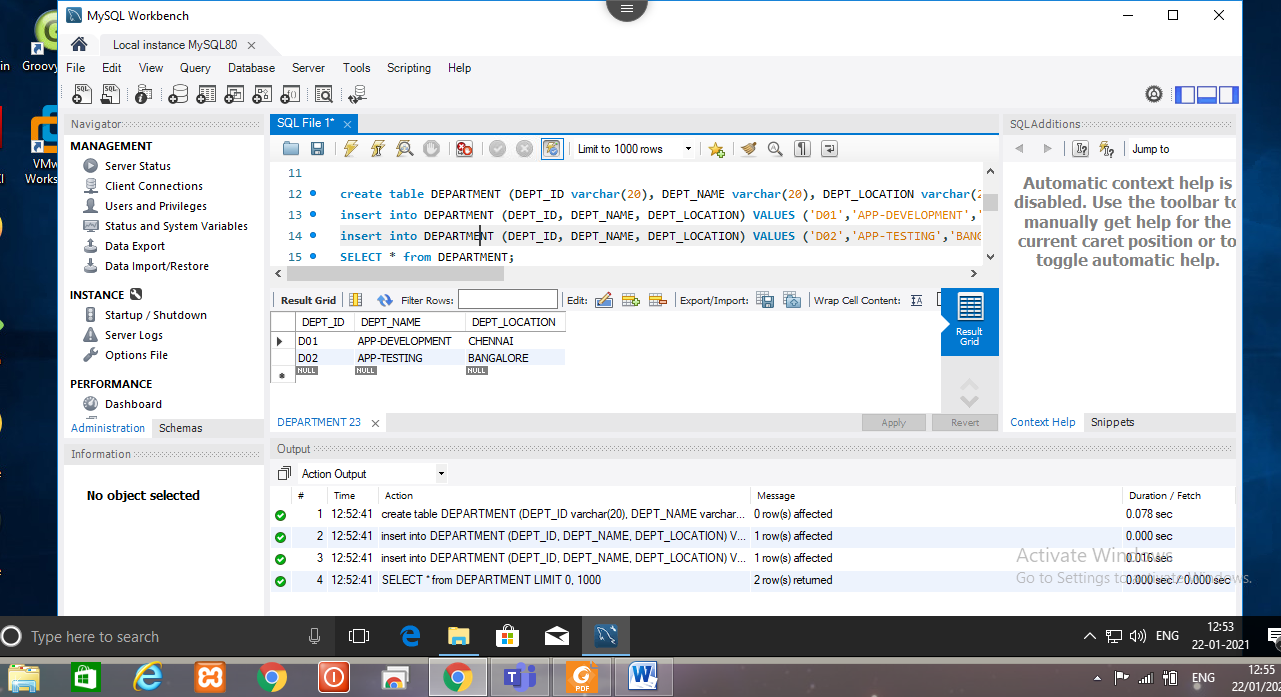 MySQL Workbench
Local instance MySQL80
File Edit View Query Database Server Tools Scripting Help
Navigator
MANAGEMENT
Server Status
Client Connections
Users and Privileges
Status and System Variables
Data Export
Data Import/Restore
INSTANCE
Startup / Shutdown
Server Logs
Options File
PERFORMANCE
Dashboard
Administration Schemas
Information
No object selected
SQL File 1*
Limit to 1000 rows
11
12 create table DEPARTMENT (DEPT_ID varchar(20), DEPT_NAME varchar(20), DEPT_LOCATION varchar(2
13 insert into DEPARTMENT (DEPT_ID, DEPT_NAME, DEPT_LOCATION) VALUES ('D01','APP-DEVELOPMENT','
14 insert into DEPARTMENT (DEPT_ID, DEPT_NAME, DEPT_LOCATION) VALUES ('D02','APP-TESTING','BANG
15 SELECT * from DEPARTMENT;
Result Grid Filter Rows: Edit: Export/Import: Wrap Cell Content:
DEPT_ID DEPT_NAME DEPT_LOCATION
D01 APP-DEVELOPMENT CHENNAI
D02 APP-TESTING BANGALORE
NULL NULL NULL
Result
Grid
DEPARTMENT 23
Apply Revert
SQLAdditions
Jump to
Automatic context help is
disabled. Use the toolbar to
manually get help for the
current caret position or to
toggle automatic help.
Context Help Snippets
Output
Action Output
# Time Action Message Duration / Fetch
1 12:52:41 create table DEPARTMENT (DEPT_ID varchar(20), DEPT_NAME varchar... 0 row(s) affected 0.078 sec
2 12:52:41 insert into DEPARTMENT (DEPT_ID, DEPT_NAME, DEPT_LOCATION) V... 1 row(s) affected 0.000 sec
3 12:52:41 insert into DEPARTMENT (DEPT_ID, DEPT_NAME, DEPT_LOCATION) V... 1 row(s) affected 0.016 sec
4 12:52:41 SELECT * from DEPARTMENT LIMIT 0, 1000 2 row(s) returned 0.000 sec / 0.000 sec
Activate Windows
Go to Settings to activate Windows.
in Groovy
VMw
Works
Type here to search
ENG
12:53
22-01-2021
ENG
12:55
22/01/202